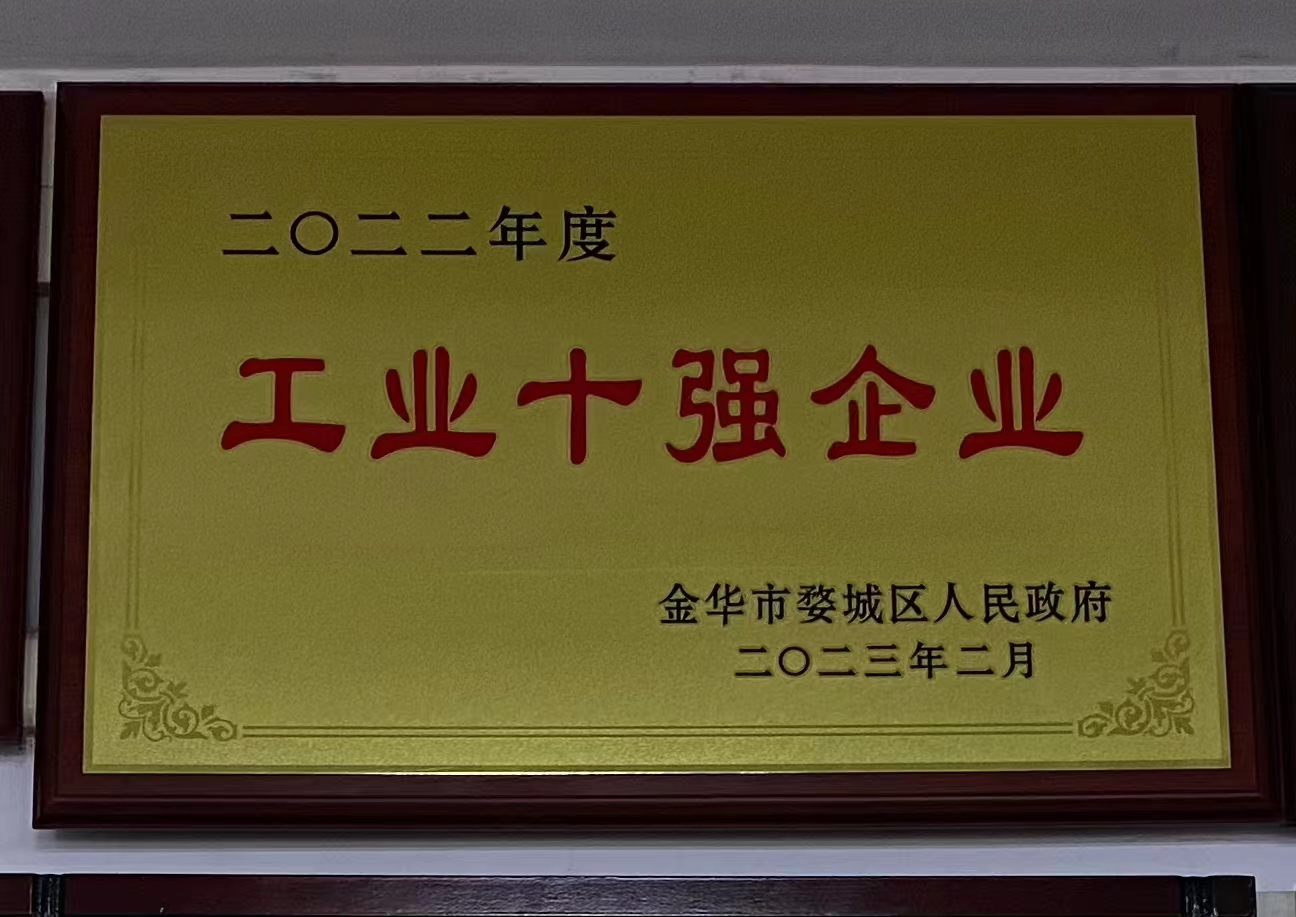 二〇二二年度
工业十强企业
金华市婺城区人民政府
二〇二三年二月